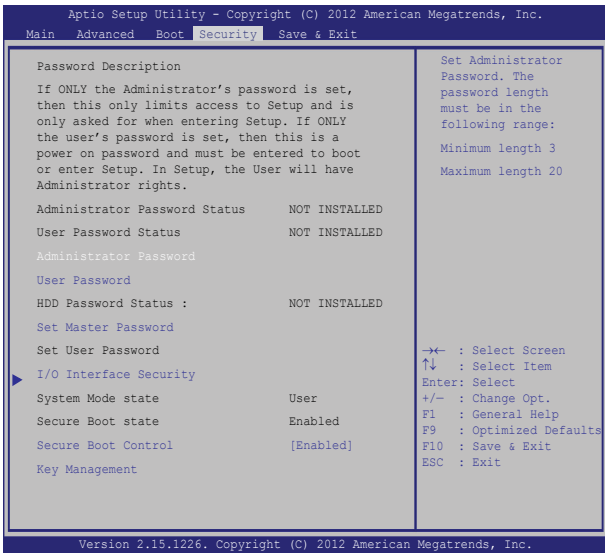 Aptio Setup Utility - Copyright (C) 2012 American Megatrends, Inc.
Main Advanced Boot Security Save & Exit
Password Description
If ONLY the Administrator's password is set,
then this only limits access to Setup and is
only asked for when entering Setup. If ONLY
the user's password is set, then this is a
power on password and must be entered to boot
or enter Setup. In Setup, the User will have
Administrator rights.
Administrator Password Status NOT INSTALLED
User Password Status NOT INSTALLED
Administrator Password
User Password
HDD Password Status : NOT INSTALLED
Set Master Password
Set User Password
I/O Interface Security
System Mode state User
Secure Boot state Enabled
Secure Boot Control [Enabled]
Key Management
Set Administrator
Password. The
password length
must be in the
following range:
Minimum length 3
Maximum length 20
→← : Select Screen
↑↓ : Select Item
Enter: Select
+/— : Change Opt.
F1 : General Help
F9 : Optimized Defaults
F10 : Save & Exit
ESC : Exit
Version 2.15.1226. Copyright (C) 2012 American Megatrends, Inc.